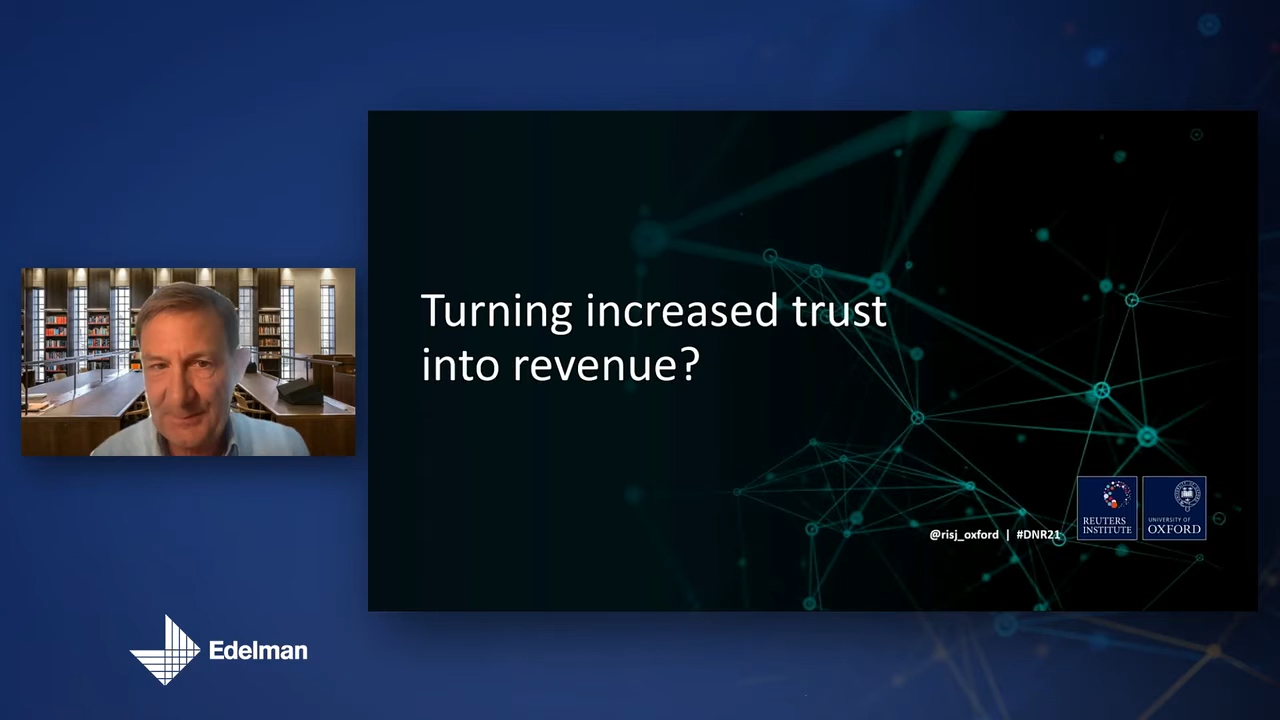 Turning increased trust
into revenue?
@risj_oxford | #DNR21
REUTERS
INSTITUTE
UNIVERSITY OF
OXFORD
Edelman